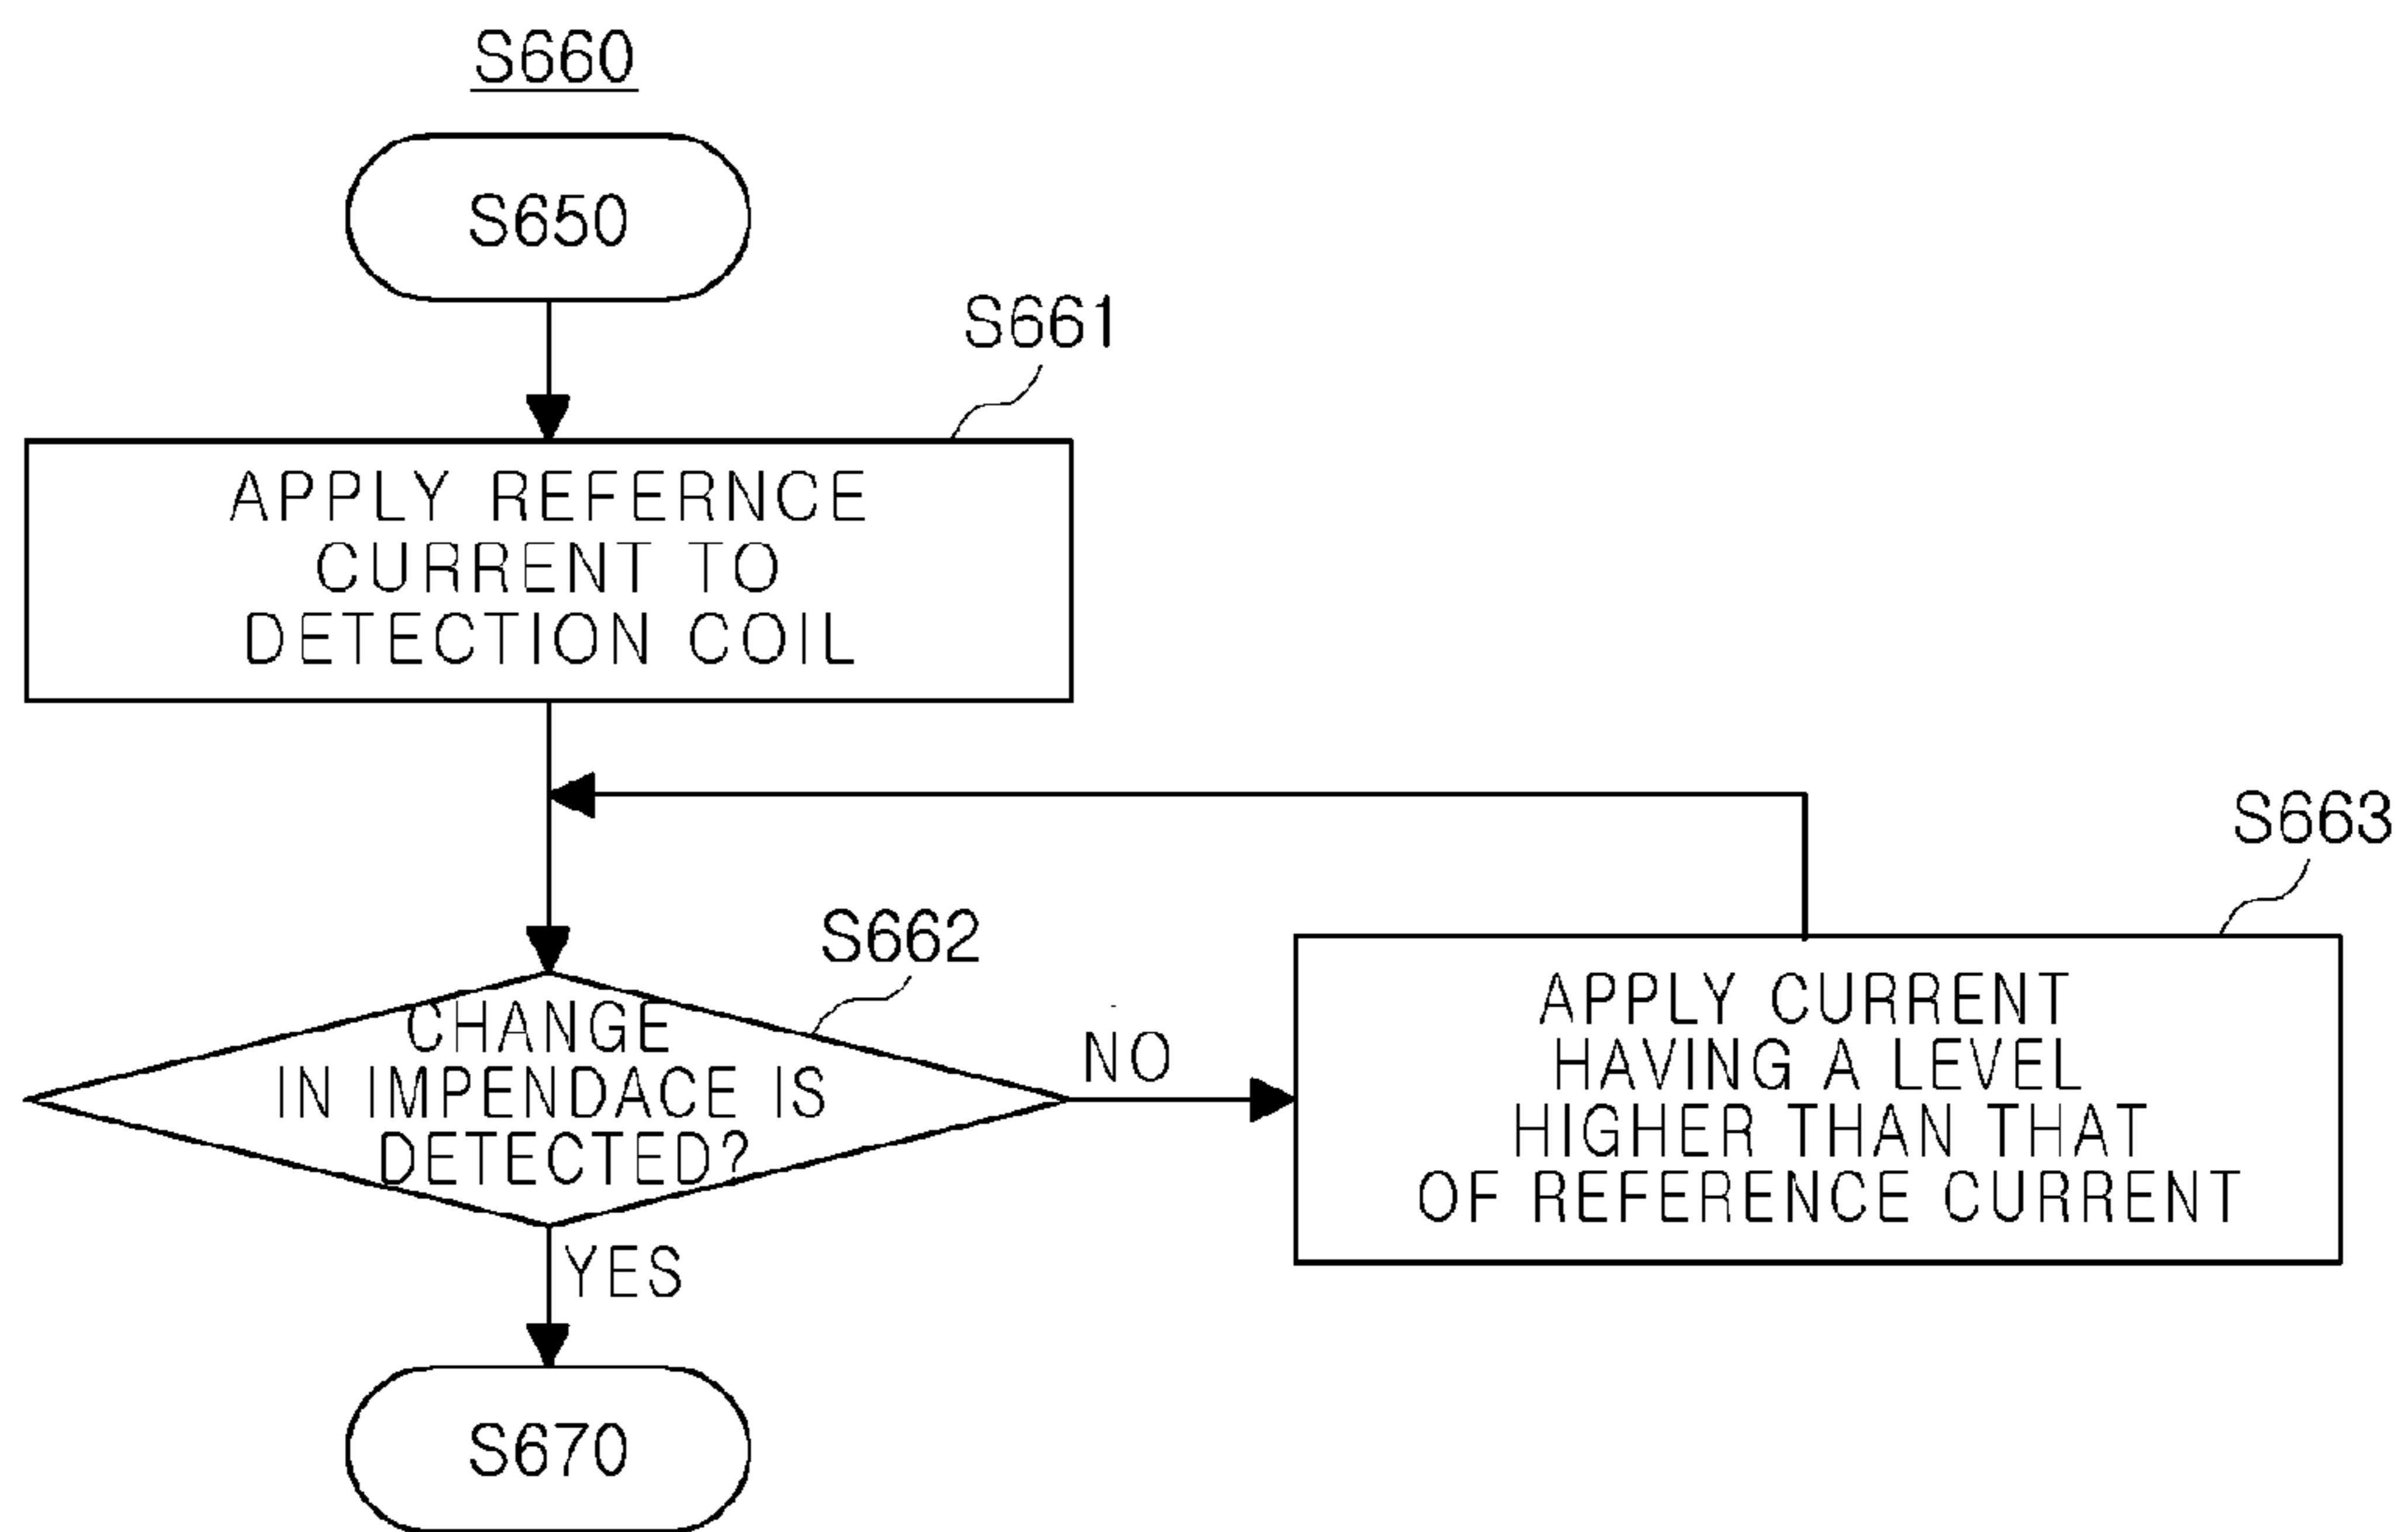 S660
S650
S661
APPLY REFERNCE
CURRENT TO
DETECTION COIL
S662
CHANGE
IN IMPENDACE IS
DETECTED?
NO
YES
S663
APPLY CURRENT
HAVING A LEVEL
HIGHER THAN THAT
OF REFERENCE CURRENT
S670